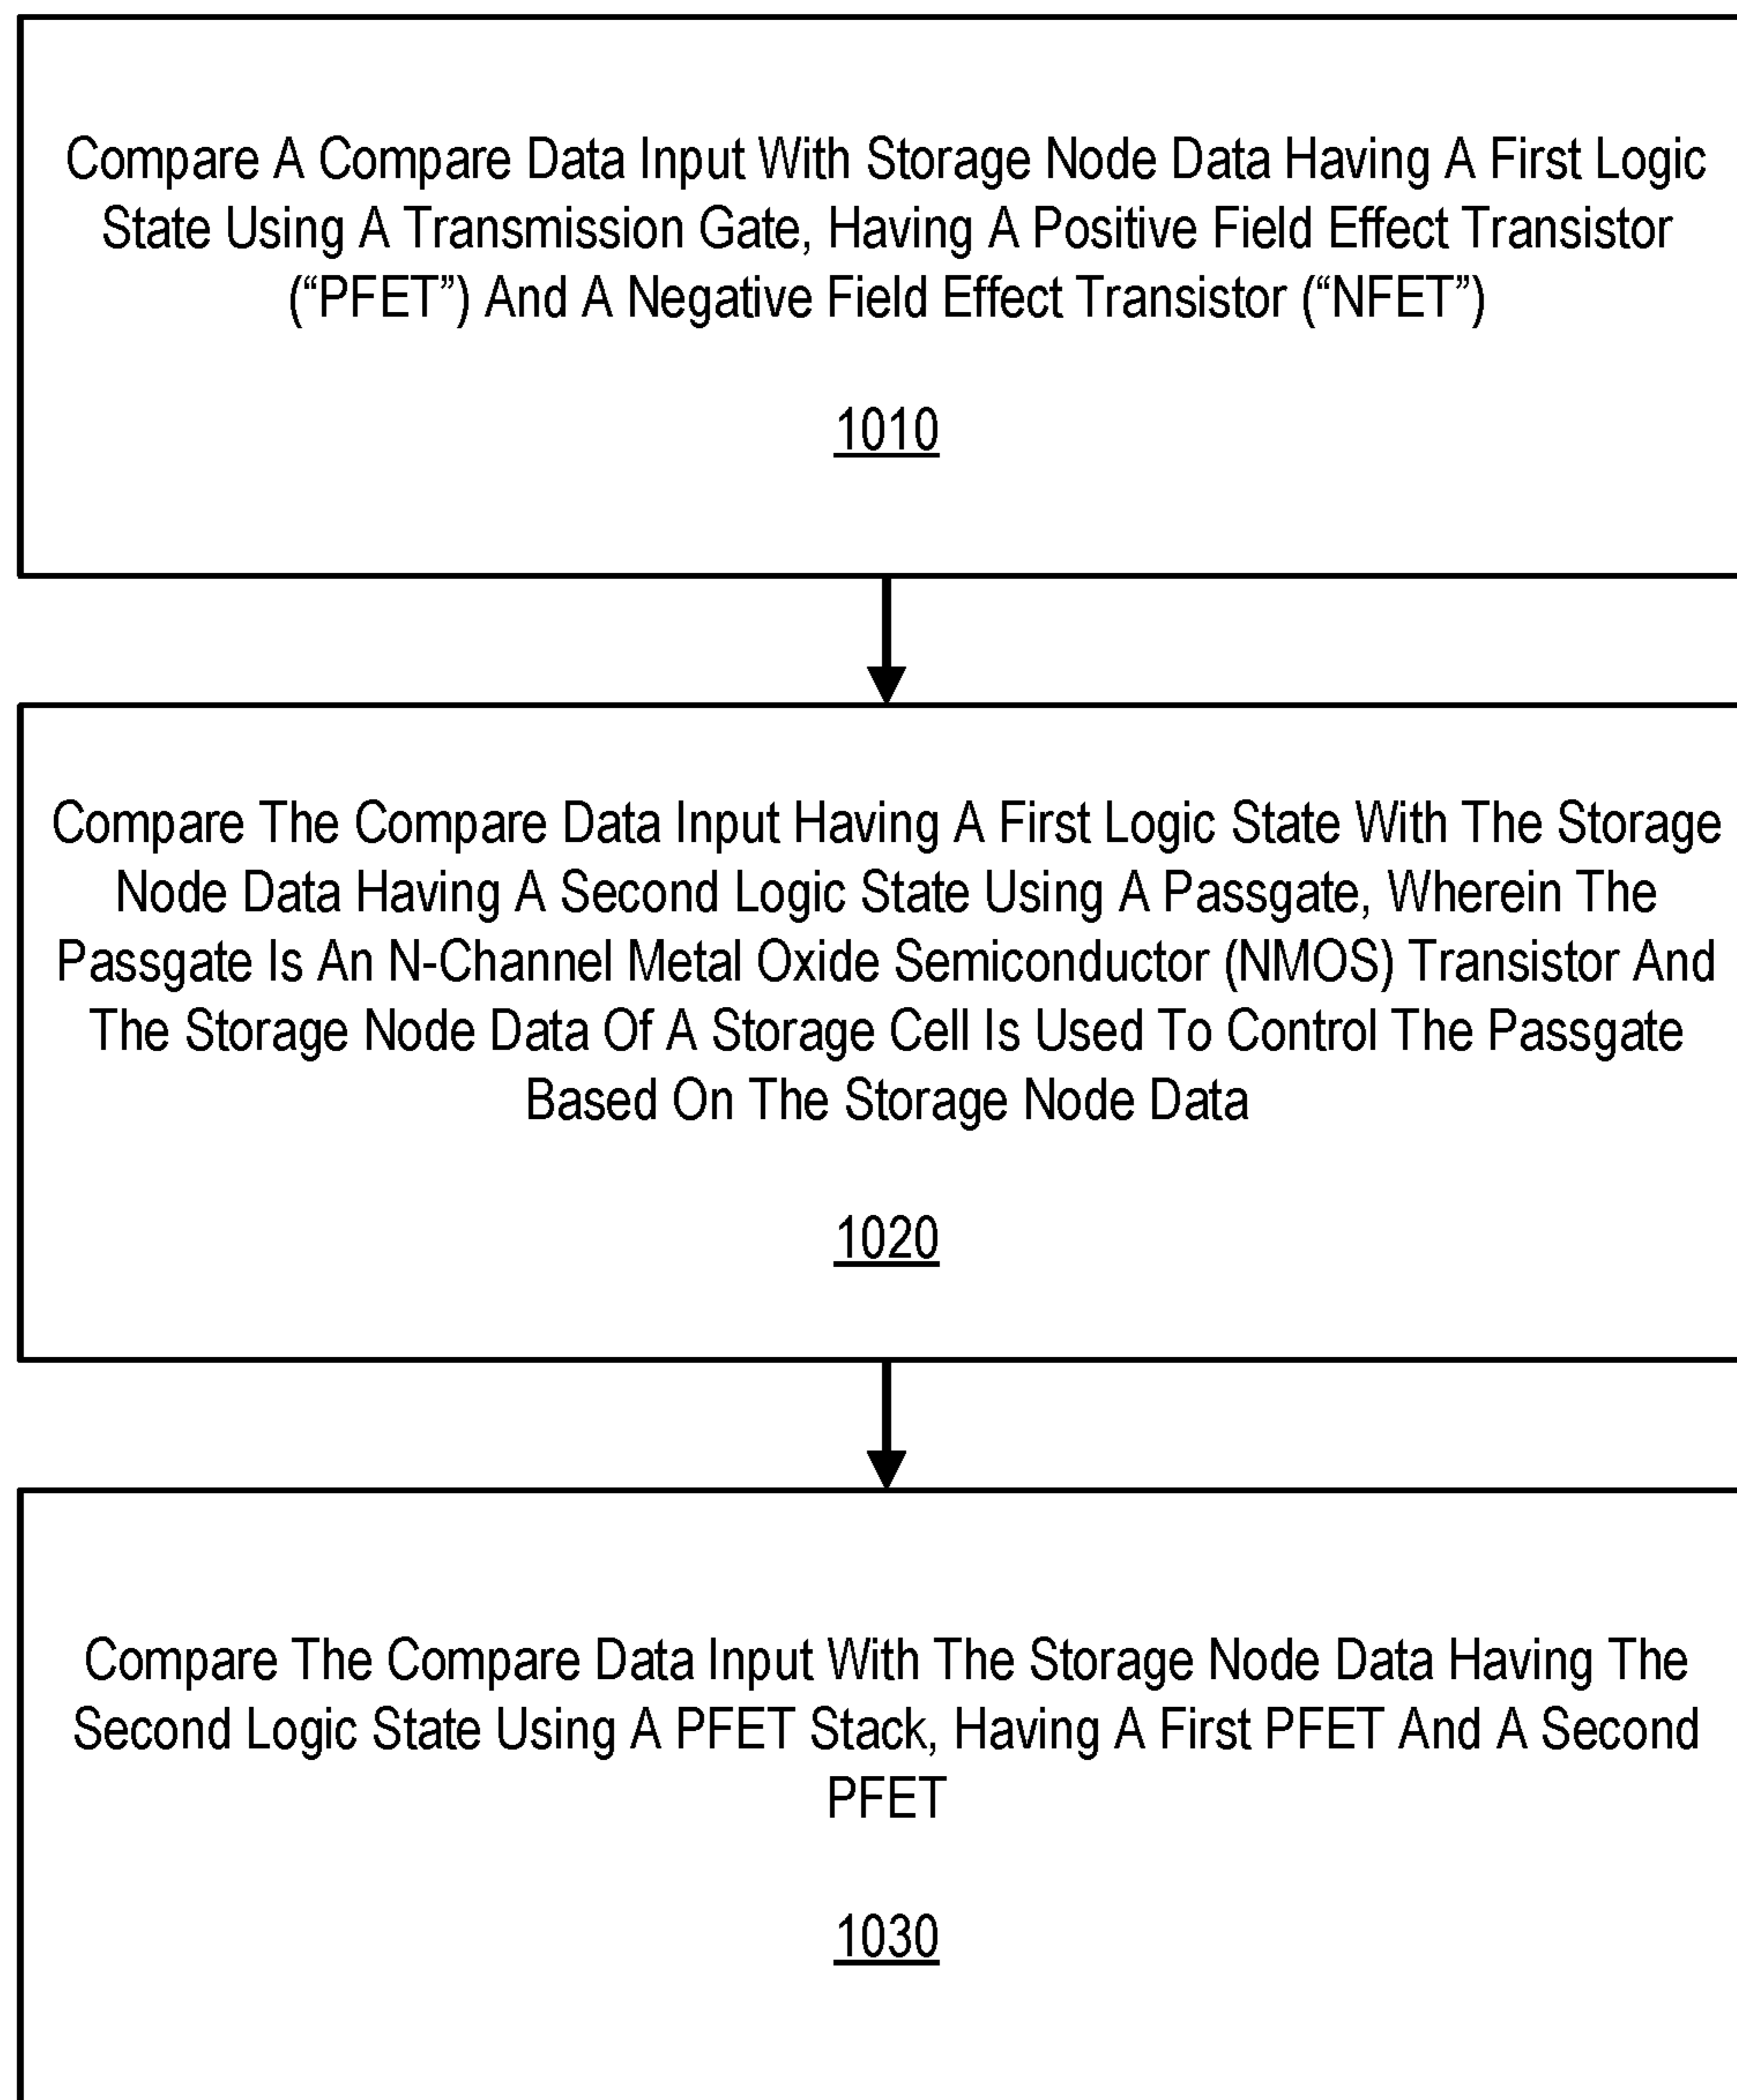 Compare A Compare Data Input With Storage Node Data Having A First Logic
State Using A Transmission Gate, Having A Positive Field Effect Transistor
(“PFET”) And A Negative Field Effect Transistor (“NFET”)
1010
Compare The Compare Data Input Having A First Logic State With The Storage
Node Data Having A Second Logic State Using A Passgate, Wherein The
Passgate Is An N-Channel Metal Oxide Semiconductor (NMOS) Transistor And
The Storage Node Data Of A Storage Cell Is Used To Control The Passgate
Based On The Storage Node Data
1020
Compare The Compare Data Input With The Storage Node Data Having The
Second Logic State Using A PFET Stack, Having A First PFET And A Second
PFET
1030